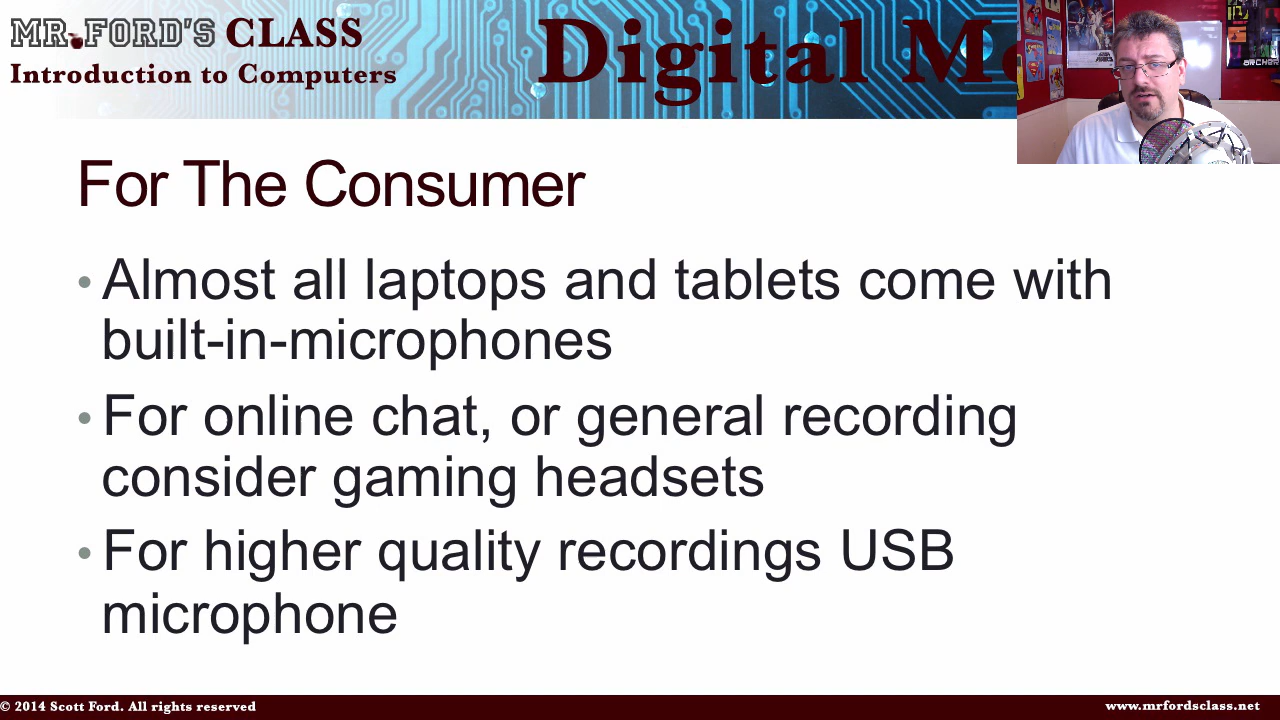 MR.FORD'S CLASS
Introduction to Computers
Digital
For The Consumer
• Almost all laptops and tablets come with
built-in-microphones
• For online chat, or general recording
consider gaming headsets
• For higher quality recordings USB
microphone
© 2014 Scott Ford. All rights reserved
www.mrfordsclass.net
ARCHER